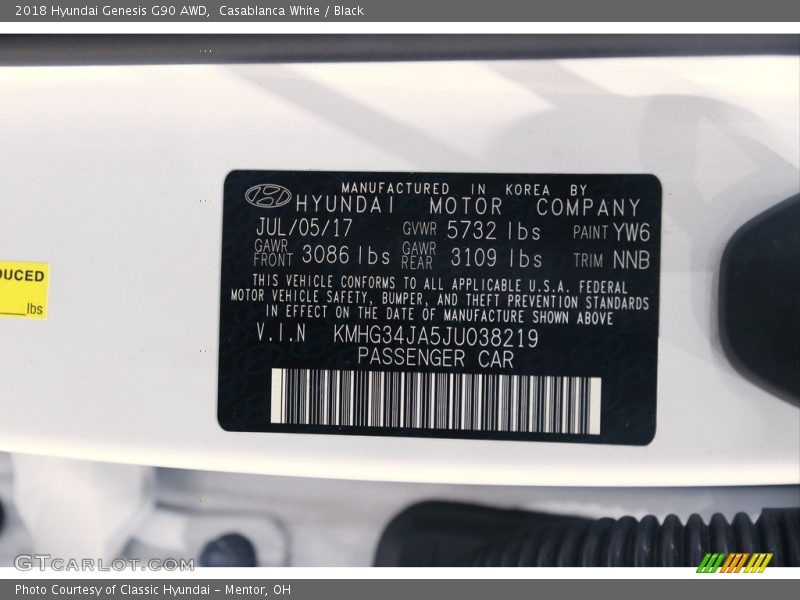 2018 Hyundai Genesis G90 AWD,  Casablanca White / Black
MANUFACTURED IN KOREA BY
HYUNDAI MOTOR COMPANY
JUL/05/17 GVWR 5732 lbs PAINT YW6
GAWR FRONT 3086 lbs GAWR REAR 3109 lbs TRIM NNB
THIS VEHICLE CONFORMS TO ALL APPLICABLE U.S.A. FEDERAL
MOTOR VEHICLE SAFETY, BUMPER, AND THEFT PREVENTION STANDARDS
IN EFFECT ON THE DATE OF MANUFACTURE SHOWN ABOVE
V.I.N KMHG34JA5JU038219
PASSENGER CAR
DUCED
lbs
GTcarlot.com
Photo Courtesy of Classic Hyundai - Mentor, OH